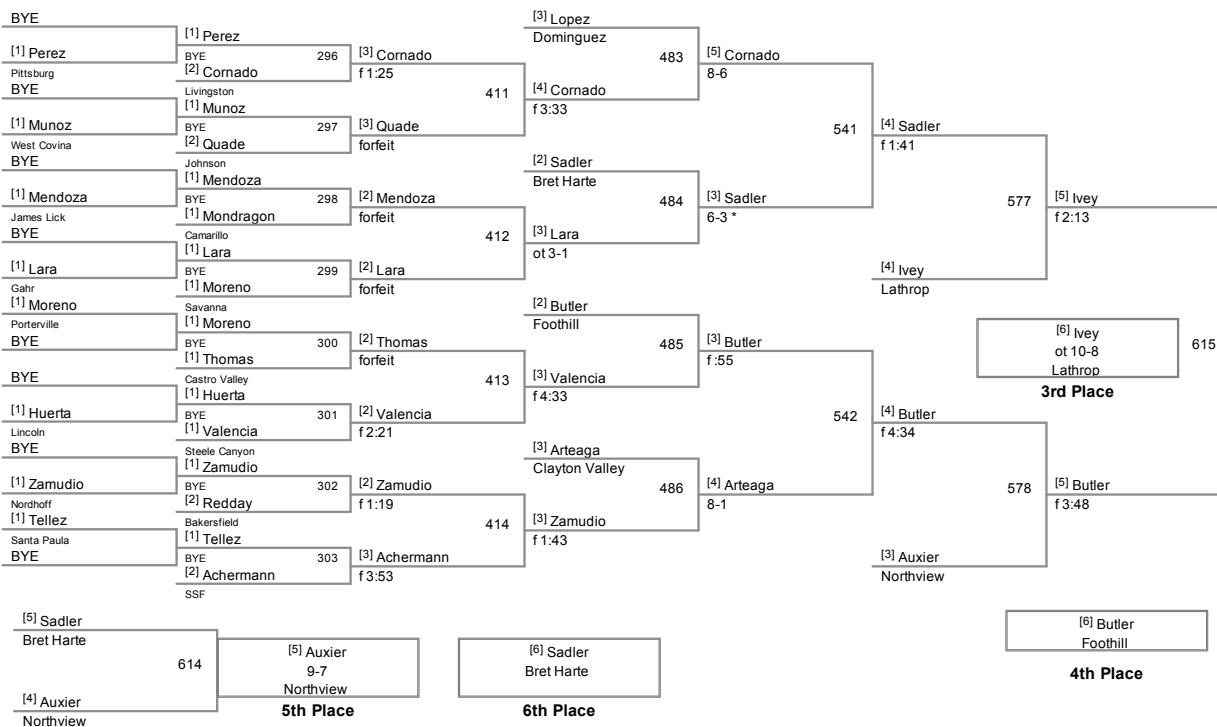 BYE
[1] Perez
Pittsburg
BYE
[1] Munoz
West Covina
BYE
[1] Mendoza
James Lick
BYE
[1] Lara
Gahr
[1] Moreno
Porterville
BYE
BYE
[1] Huerta
Lincoln
BYE
[1] Zamudio
Nordhoff
[1] Tellez
Santa Paula
BYE
[1] Perez
BYE 296
[2] Cornado
Livingston
[1] Munoz
BYE 297
[2] Quade
Johnson
[1] Mendoza
BYE 298
[1] Mondragon
Camarillo
[1] Lara
BYE 299
[1] Moreno
Savanna
[1] Moreno
BYE 300
[1] Thomas
Castro Valley
[1] Huerta
BYE 301
[1] Valencia
Steele Canyon
[1] Zamudio
BYE 302
[2] Redday
Bakersfield
[1] Tellez
BYE 303
[2] Achermann
SSF
[3] Cornado
f 1:25
411
[3] Quade
forfeit
[2] Mendoza
forfeit
412
[2] Lara
forfeit
[2] Thomas
forfeit
413
[2] Valencia
f 2:21
[2] Zamudio
f 1:19
414
[3] Achermann
f 3:53
[3] Lopez
Dominguez
483
[4] Cornado
f 3:33
[2] Sadler
Bret Harte
484
[3] Lara
ot 3-1
[2] Butler
Foothill
485
[3] Valencia
f 4:33
[3] Arteaga
Clayton Valley
486
[3] Zamudio
f 1:43
[5] Cornado
8-6
541
[3] Sadler
6-3 *
[3] Butler
f :55
542
[4] Arteaga
8-1
[4] Sadler
f 1:41
577
[4] Ivey
Lathrop
[4] Butler
f 4:34
578
[3] Auxier
Northview
[5] Ivey
f 2:13
[6] Ivey
ot 10-8
Lathrop
615
3rd Place
[5] Butler
f 3:48
[6] Butler
Foothill
4th Place
[5] Sadler
Bret Harte
614
[4] Auxier
Northview
[5] Auxier
9-7
Northview
5th Place
[6] Sadler
Bret Harte
6th Place